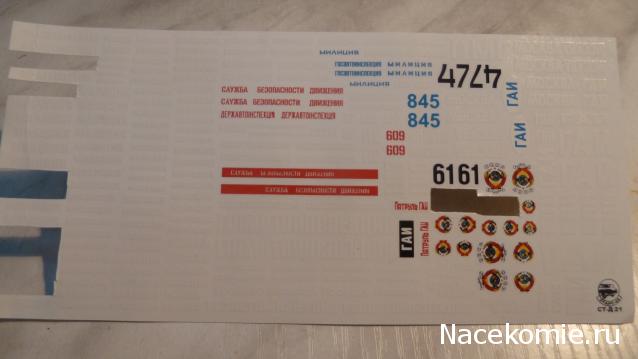 МИЛИЦИЯ
ГОСАВТОИНСПЕКЦИЯ МИЛИЦИЯ
ГОСАВТОИНСПЕКЦИЯ МИЛИЦИЯ
4747
МИЛИЦИЯ
ГАИ
СЛУЖБА БЕЗОПАСНОСТИ ДВИЖЕНИЯ
СЛУЖБА БЕЗОПАСНОСТИ ДВИЖЕНИЯ
845
ДЕРЖАВТОІНСПЕКЦІЯ ДЕРЖАВТОІНСПЕКЦІЯ
845
ГАИ
609
609
СЛУЖБА БЕЗОПАСНОСТИ ДВИЖЕНИЯ
6161
СЛУЖБА БЕЗОПАСНОСТИ ДВИЖЕНИЯ
ПАТРУЛЬ ГАИ
ГАИ
ПАТРУЛЬ ГАИ
СТ-Д21
Nacekomie.ru